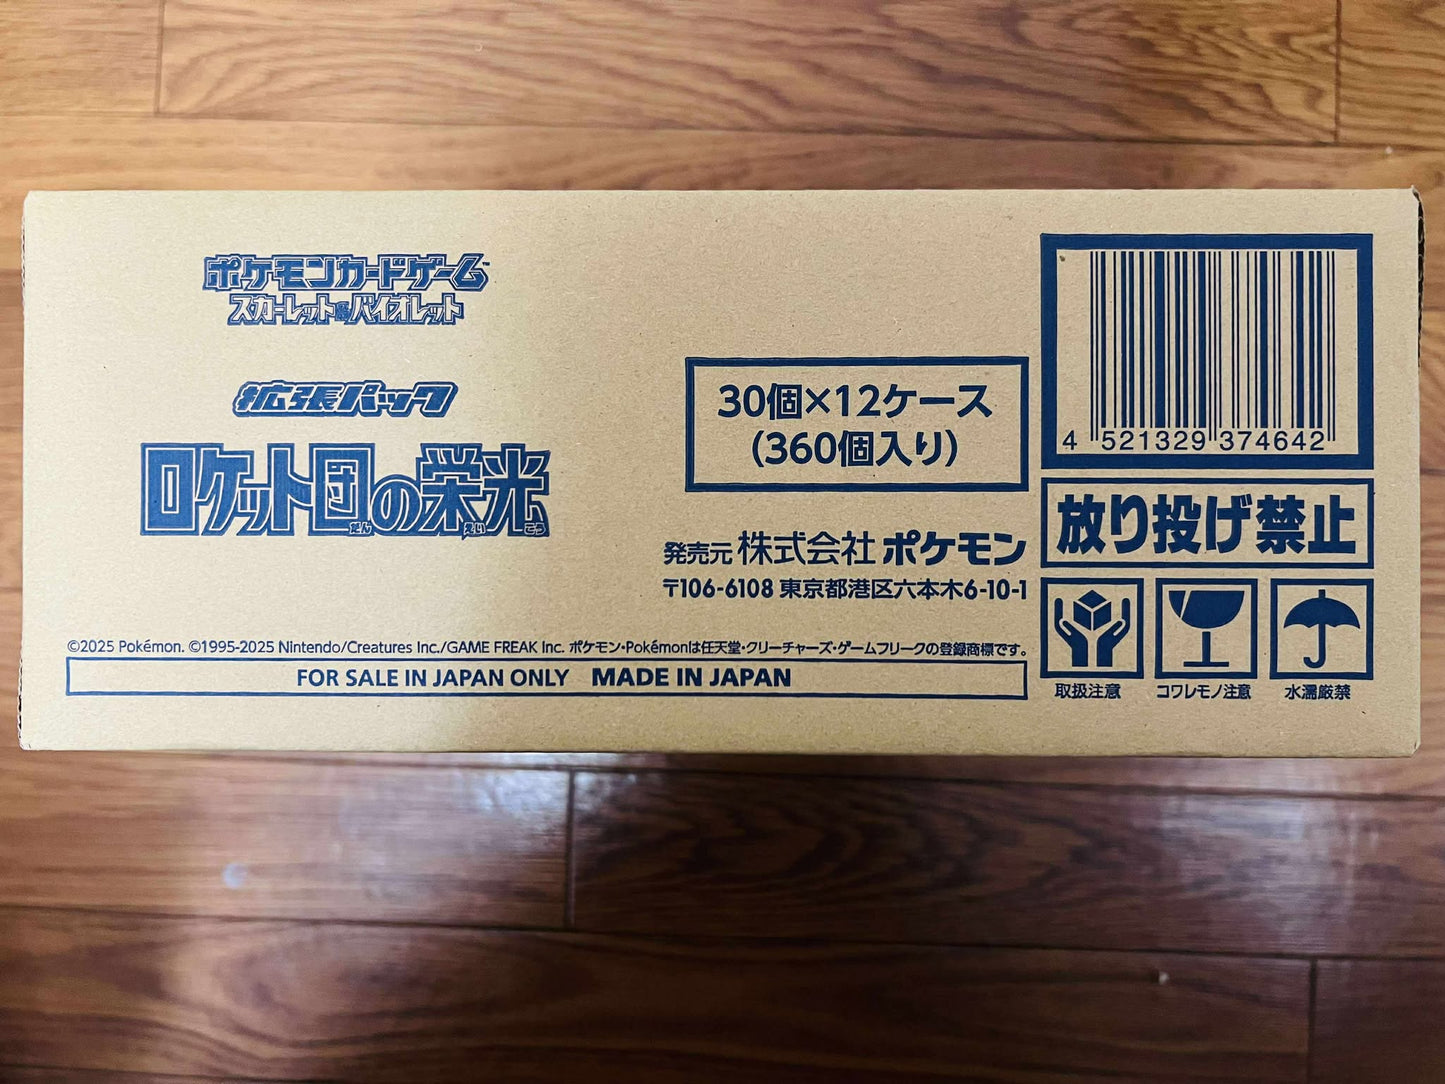 ポケモンカードゲーム
スカーレット&バイオレット
拡張パック
ロケット団の栄光
だん えい こう
30個×12ケース
(360個入り)
発売元 株式会社 ポケモン
〒106-6108 東京都港区六本木6-10-1
©2025 Pokémon. ©1995-2025 Nintendo/Creatures Inc./GAME FREAK Inc. ポケモン・Pokémonは任天堂・クリーチャーズ・ゲームフリークの登録商標です。
FOR SALE IN JAPAN ONLY MADE IN JAPAN
4 521329 374642
放り投げ禁止
取扱注意 コワレモノ注意 水濡厳禁